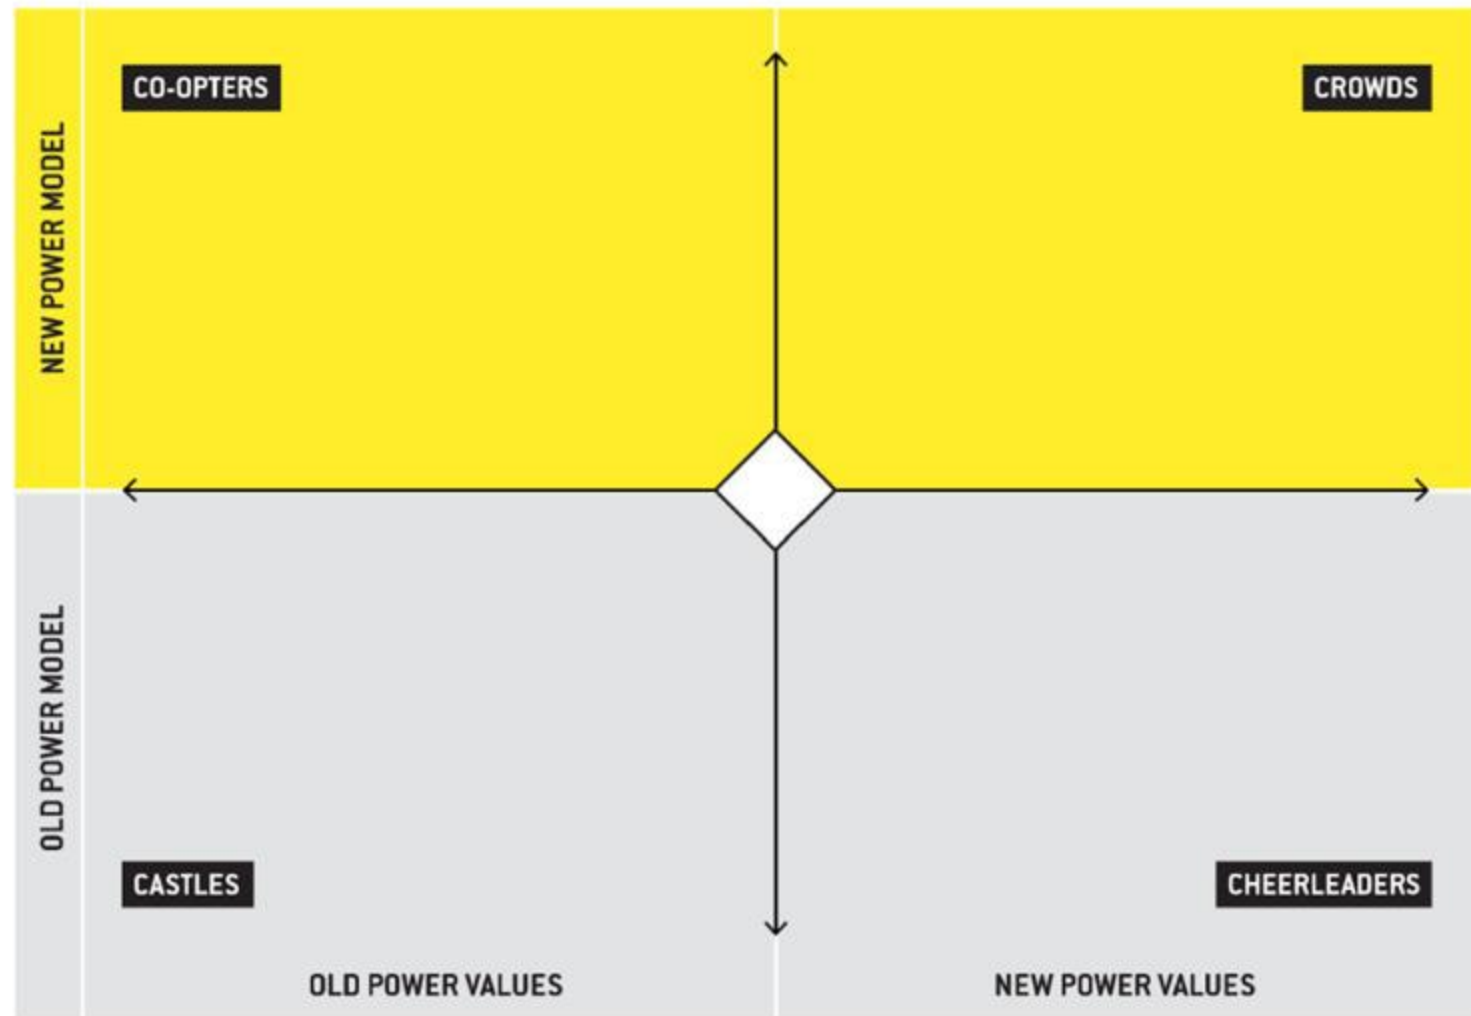 CO-OPTERS
CROWDS
NEW POWER MODEL
OLD POWER MODEL
CASTLES
CHEERLEADERS
OLD POWER VALUES
NEW POWER VALUES